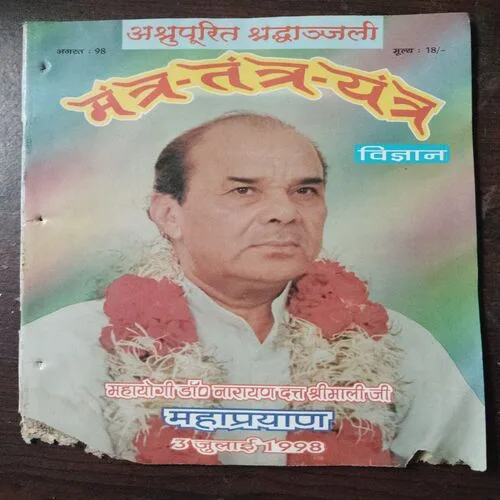 अश्रुपूरित श्रद्धाञ्जली
अगस्त : 98
मूल्य : 18/-
मंत्र-तंत्र-यंत्र
विज्ञान
महायोगी डॉ० नारायण दत्त श्रीमाली जी
महाप्रयाण
3 जुलाई 1998